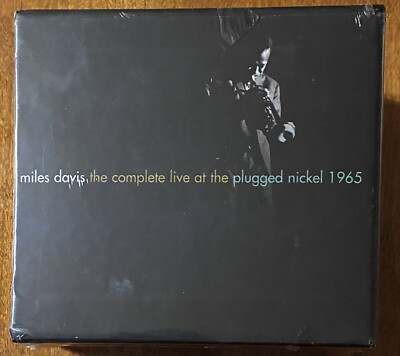 miles davis, the complete live at the plugged nickel 1965